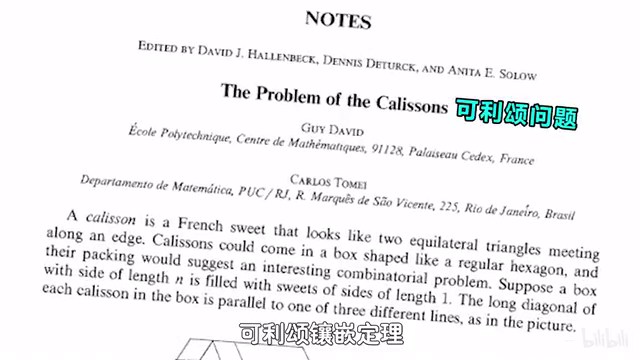 NOTES
EDITED BY DAVID J. HALLENBECK, DENNIS DETURCK, AND ANITA E. SOLOW
The Problem of the Calissons 可利颂问题
GUY DAVID
École Polytechnique, Centre de Mathématiques, 91128, Palaiseau Cedex, France
CARLOS TOMEI
Departamento de Matemática, PUC / RJ, R. Marquês de São Vicente, 225, Rio de Janeiro, Brasil
A calisson is a French sweet that looks like two equilateral triangles meeting
along an edge. Calissons could come in a box shaped like a regular hexagon, and
their packing would suggest an interesting combinatorial problem. Suppose a box
with side of length n is filled with sweets of sides of length 1. The long diagonal of
each calisson in the box is parallel to one of three different lines, as in the picture.
可利颂镶嵌定理
bilibili